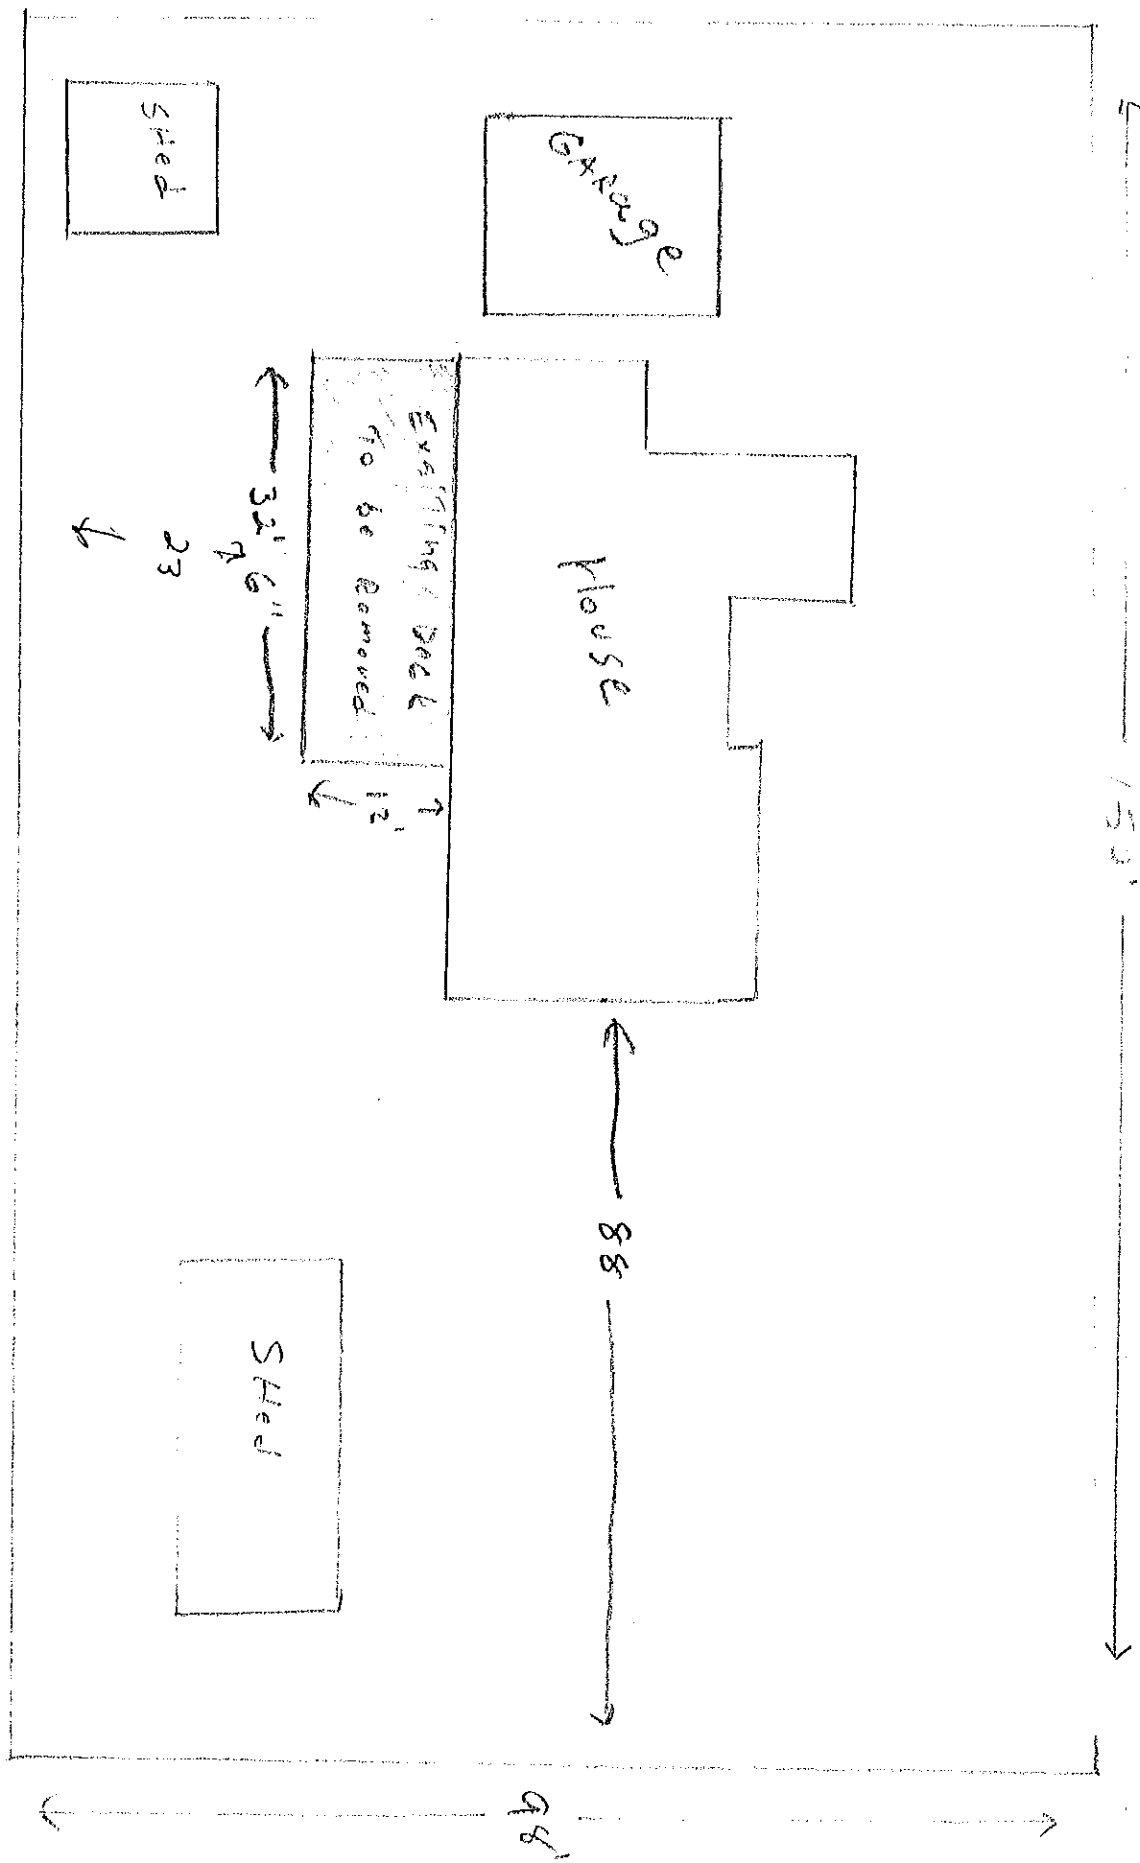 150'
SHed
GARage
House
Existing Deck
To be Removed
12'
32' 6"
23
88
SHed
98'